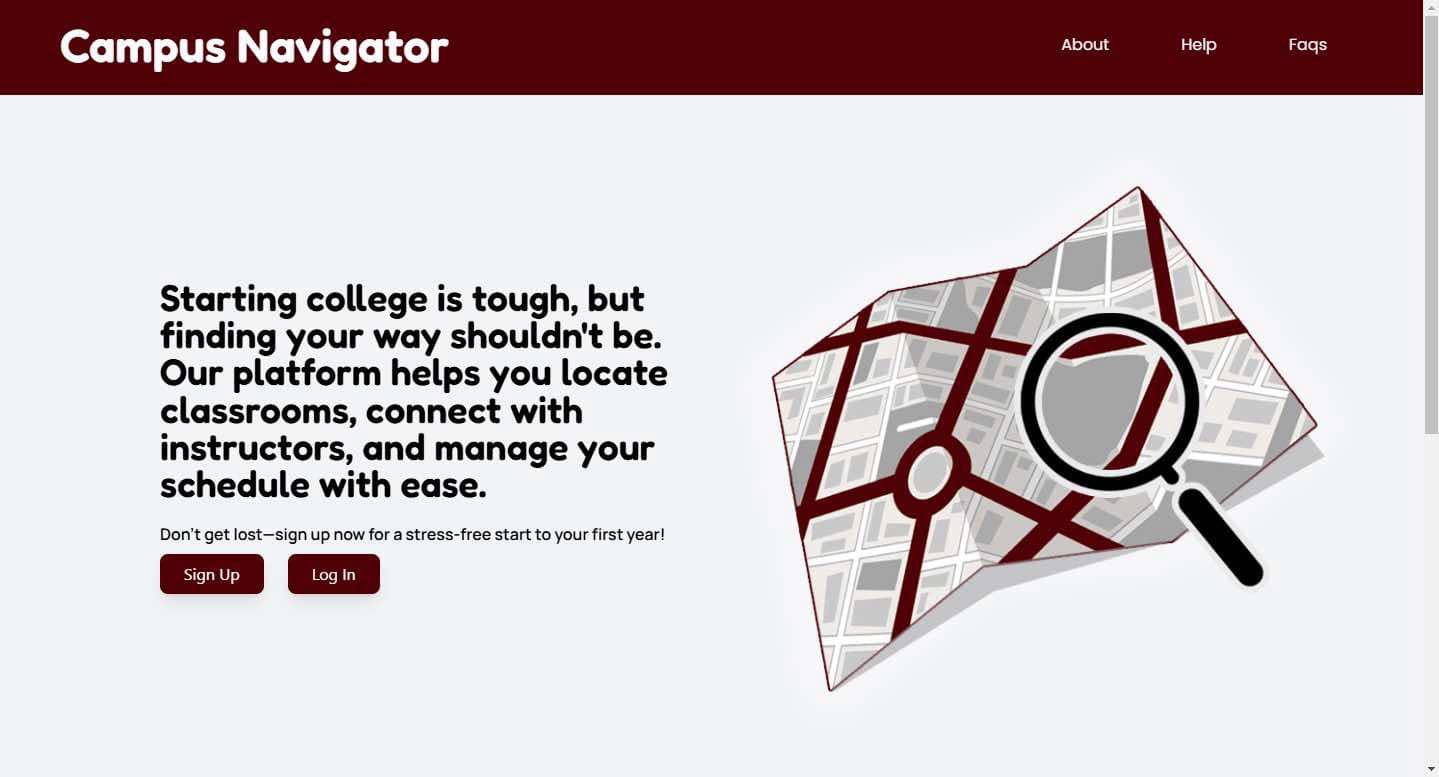 Campus Navigator
About Help Faqs
Starting college is tough, but
finding your way shouldn't be.
Our platform helps you locate
classrooms, connect with
instructors, and manage your
schedule with ease.
Don't get lost—sign up now for a stress-free start to your first year!
Sign Up Log In